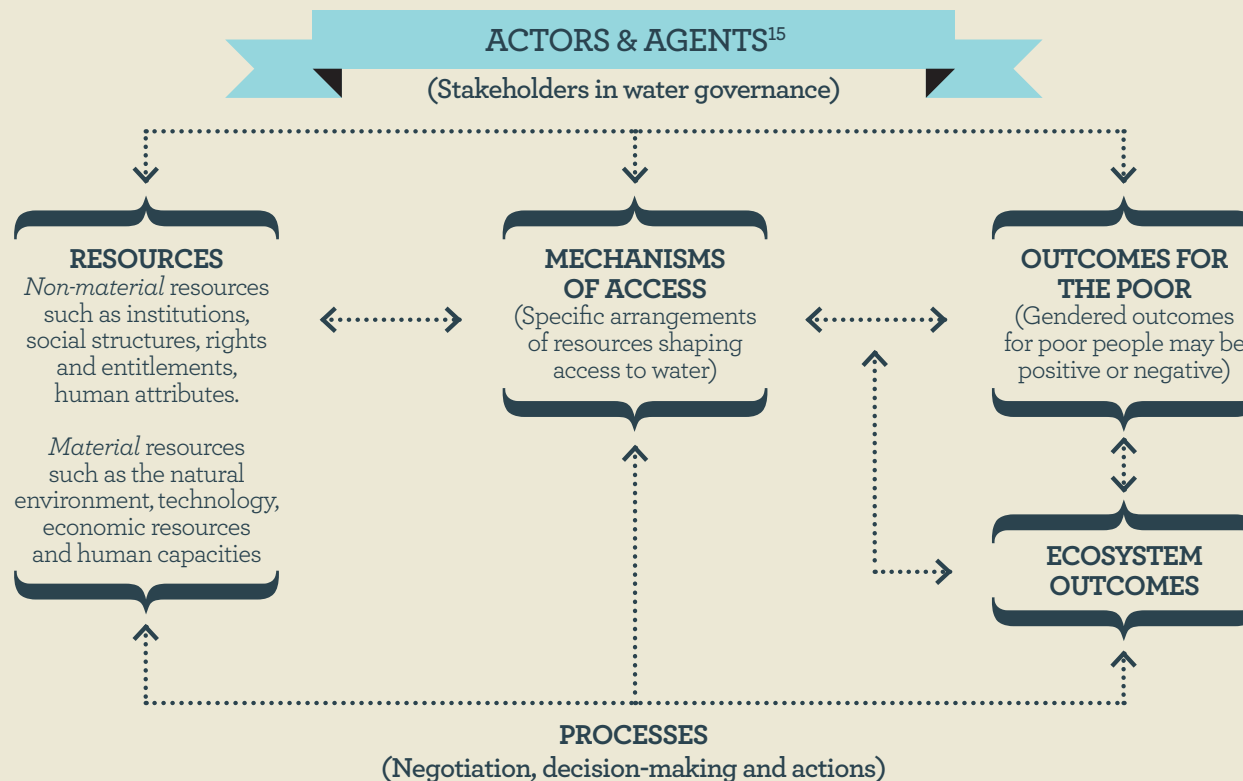 ACTORS & AGENTS15
(Stakeholders in water governance)
RESOURCES
Non-material resources
such as institutions,
social structures, rights
and entitlements,
human attributes.
Material resources
such as the natural
environment, technology,
economic resources
and human capacities
MECHANISMS
OF ACCESS
(Specific arrangements
of resources shaping
access to water)
OUTCOMES FOR
THE POOR
(Gendered outcomes
for poor people may be
positive or negative)
ECOSYSTEM
OUTCOMES
PROCESSES
(Negotiation, decision-making and actions)